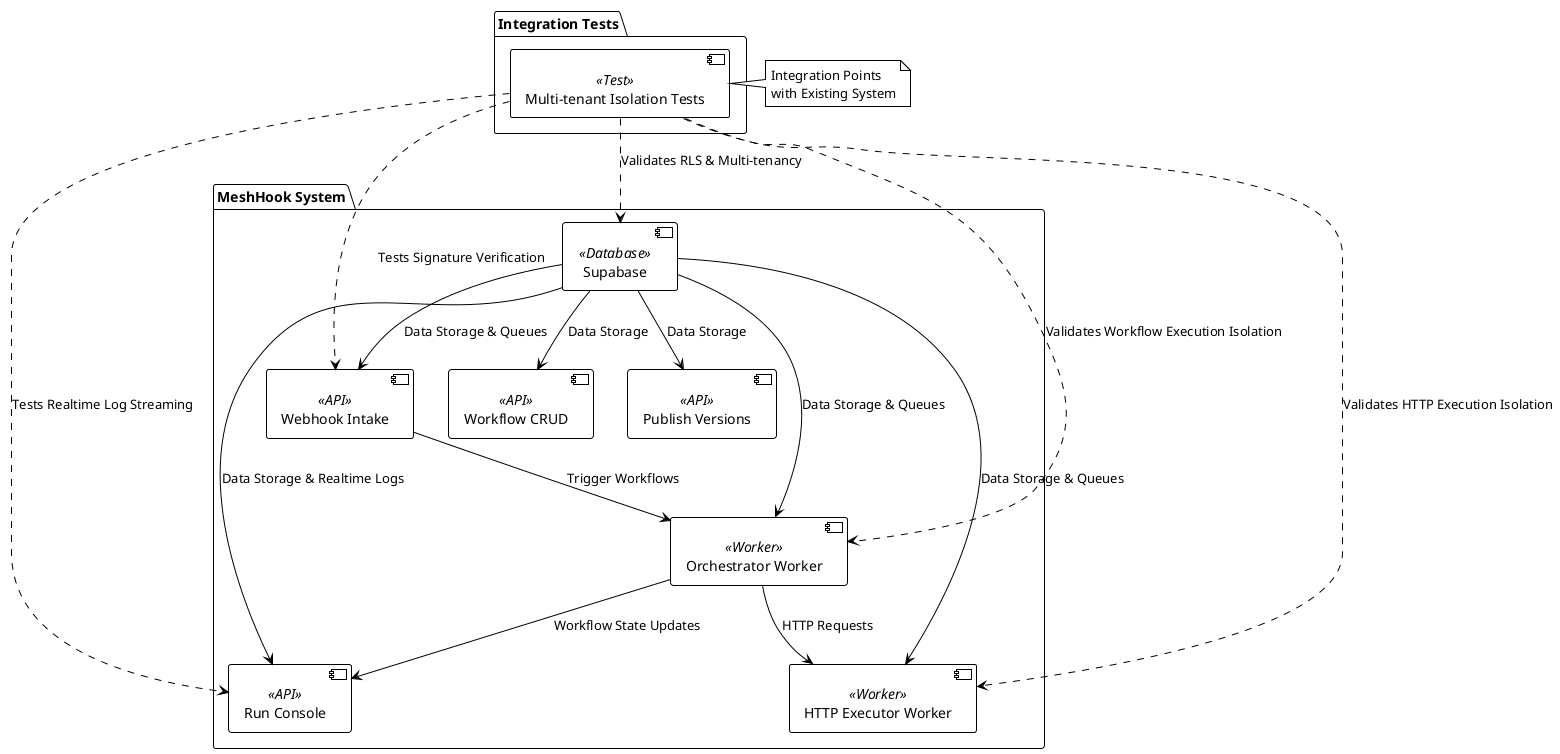 Integration Tests
«Test»
Multi-tenant Isolation Tests
Integration Points
with Existing System
Validates RLS & Multi-tenancy
MeshHook System
«Database»
Supabase
Tests Signature Verification
Data Storage & Queues
Data Storage
Data Storage
Validates Workflow Execution Isolation
«API»
Webhook Intake
«API»
Workflow CRUD
«API»
Publish Versions
Tests Realtime Log Streaming
Data Storage & Queues
Validates HTTP Execution Isolation
Data Storage & Realtime Logs
Trigger Workflows
Data Storage & Queues
«Worker»
Orchestrator Worker
Workflow State Updates
HTTP Requests
«API»
Run Console
«Worker»
HTTP Executor Worker